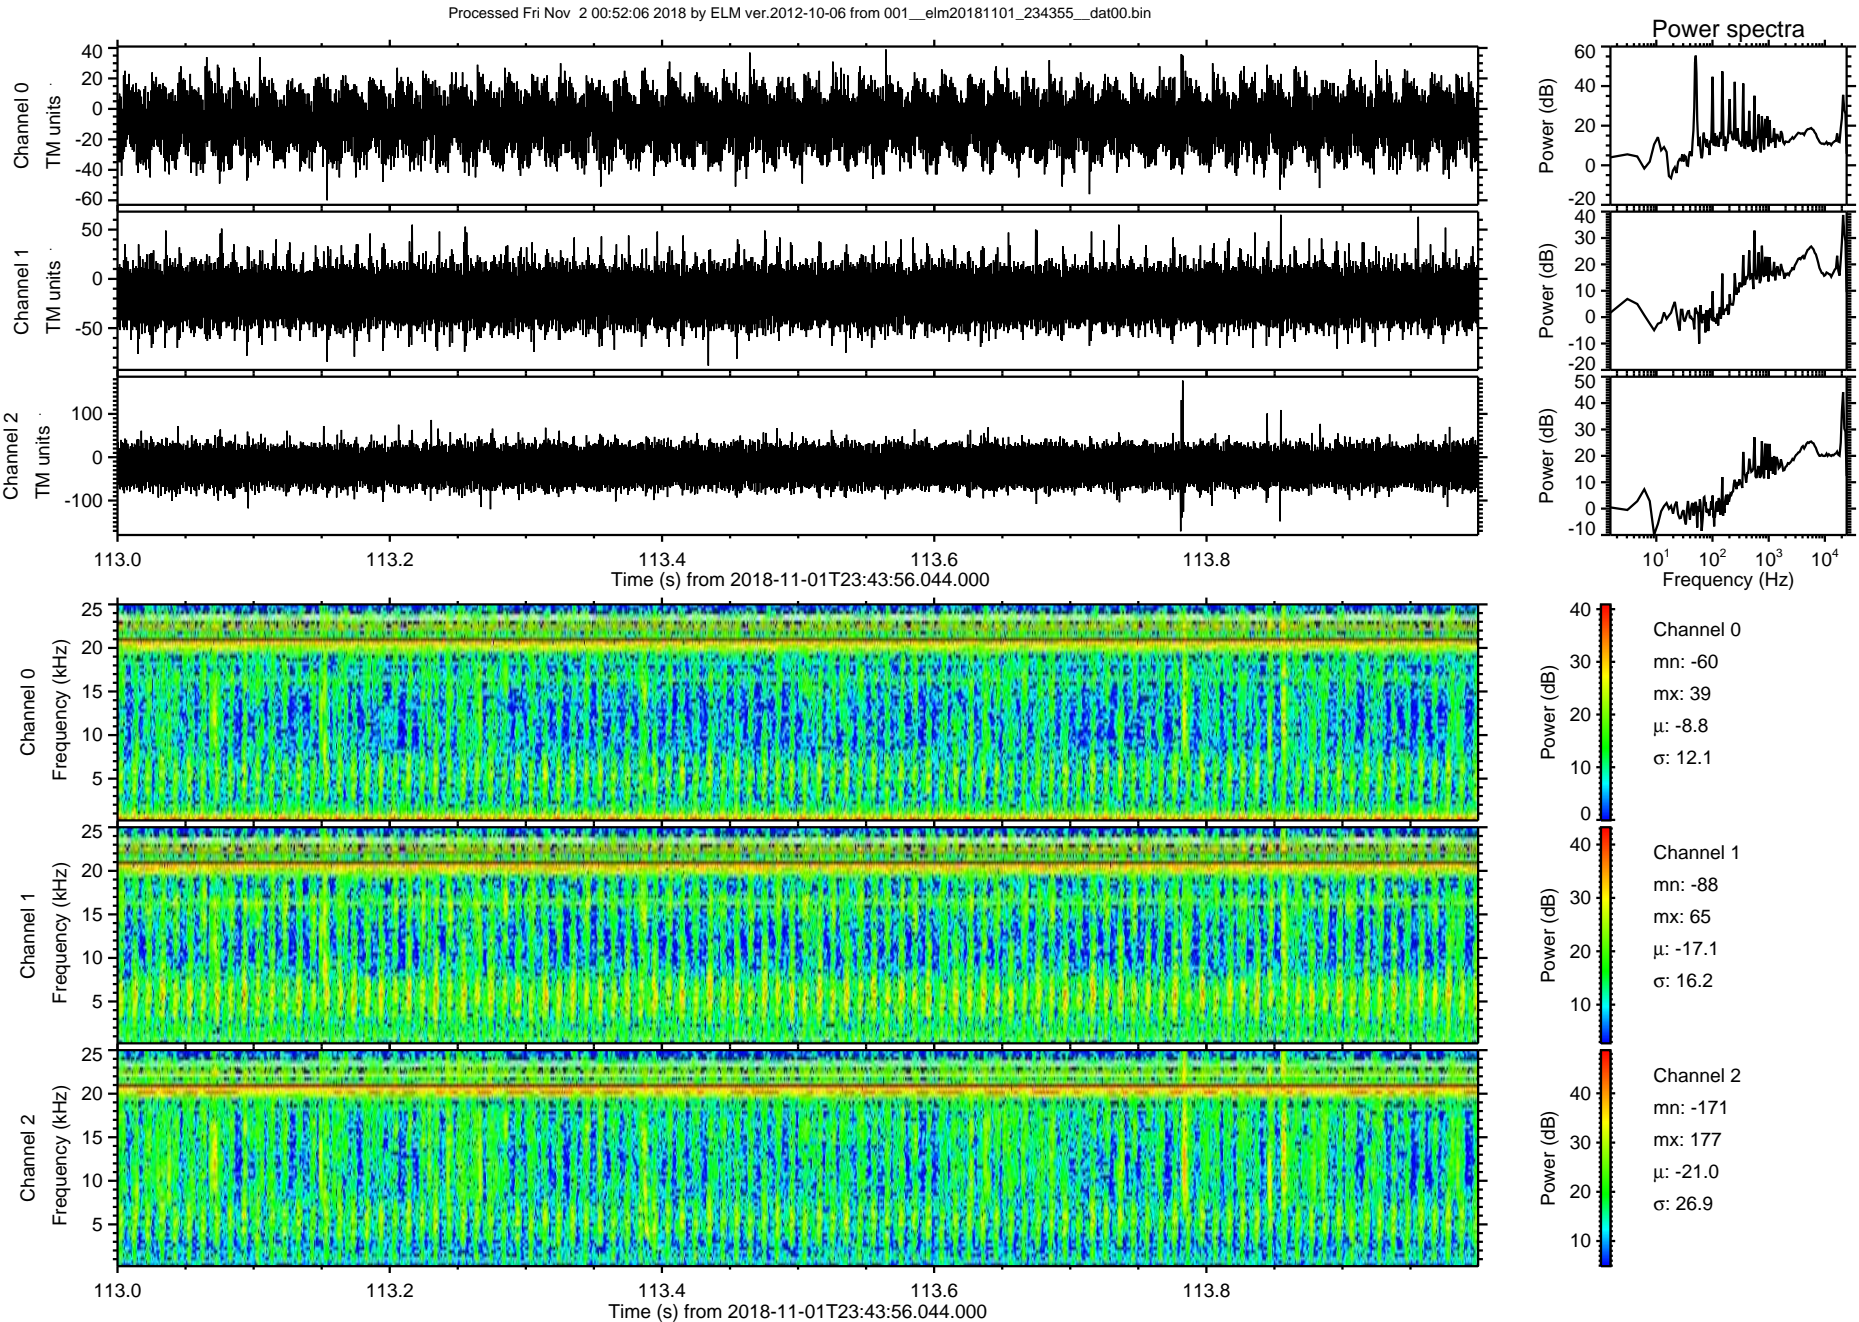 Processed Fri Nov  2 00:52:06 2018 by ELM ver.2012-10-06 from 001__elm20181101_234355__dat00.bin
Power spectra
Channel 0
TM units
40
20
0
-20
-40
-60
Power (dB)
60
40
20
0
-20
Channel 1
TM units
50
0
-50
Power (dB)
40
30
20
10
0
-10
-20
Channel 2
TM units
100
0
-100
Power (dB)
50
40
30
20
10
0
-10
113.0 113.2 113.4 113.6 113.8
Time (s) from 2018-11-01T23:43:56.044.000
10^1 10^2 10^3 10^4
Frequency (Hz)
Channel 0
Frequency (kHz)
25
20
15
10
5
Power (dB)
40
30
20
10
0
Channel 0
mn: -60
mx: 39
μ: -8.8
σ: 12.1
Channel 1
Frequency (kHz)
25
20
15
10
5
Power (dB)
40
30
20
10
Channel 1
mn: -88
mx: 65
μ: -17.1
σ: 16.2
Channel 2
Frequency (kHz)
25
20
15
10
5
Power (dB)
40
30
20
10
Channel 2
mn: -171
mx: 177
μ: -21.0
σ: 26.9
113.0 113.2 113.4 113.6 113.8
Time (s) from 2018-11-01T23:43:56.044.000